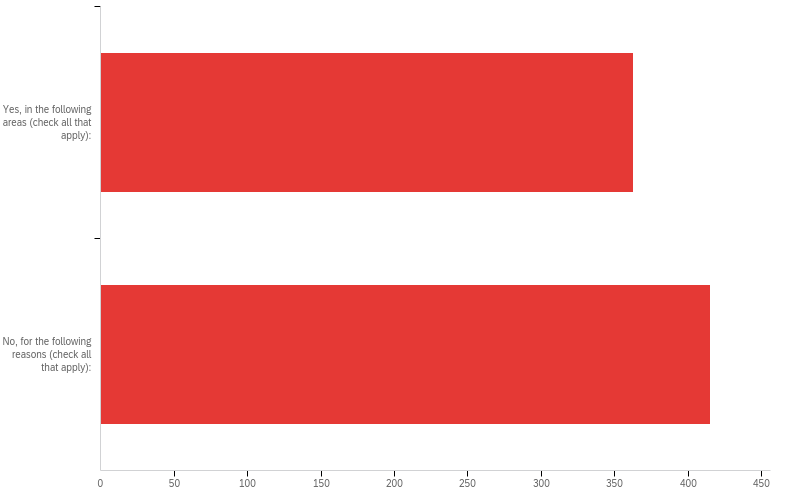 Yes, in the following
areas (check all that
apply):
No, for the following
reasons (check all
that apply):
0 50 100 150 200 250 300 350 400 450